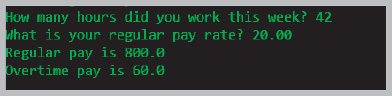 How many hours did you work this week? 42
What is your regular pay rate? 20.00
Regular pay is 800.0
Overtime pay is 60.0